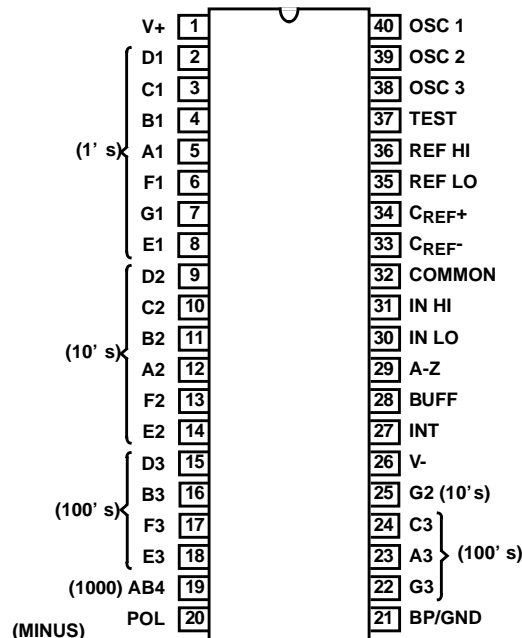 V+ 1 40 OSC 1
D1 2 39 OSC 2
C1 3 38 OSC 3
B1 4 37 TEST
(1' s) A1 5 36 REF HI
F1 6 35 REF LO
G1 7 34 CREF+
E1 8 33 CREF-
D2 9 32 COMMON
C2 10 31 IN HI
(10' s) B2 11 30 IN LO
A2 12 29 A-Z
F2 13 28 BUFF
E2 14 27 INT
D3 15 26 V-
B3 16 25 G2 (10's)
(100' s) F3 17 24 C3
E3 18 23 A3 (100' s)
(1000) AB4 19 22 G3
POL 20 21 BP/GND
(MINUS)